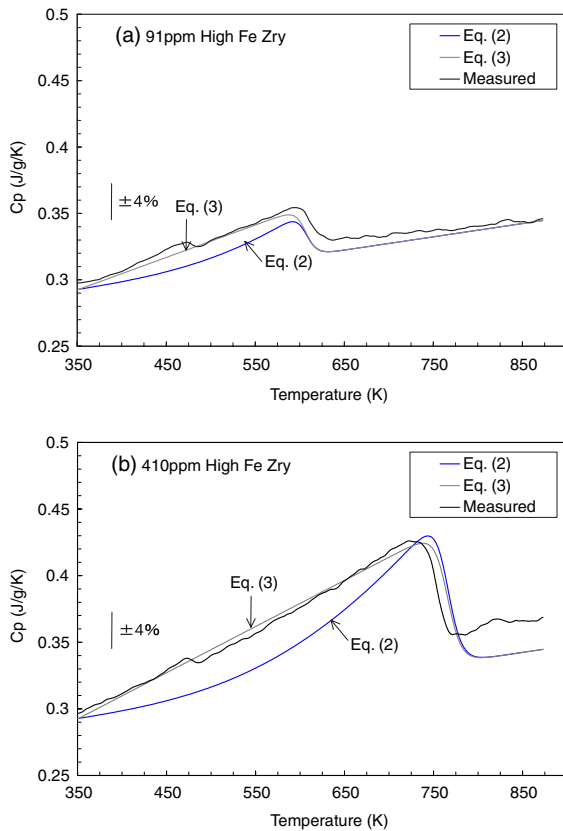 (a) 91ppm High Fe Zry
Eq. (2)
Eq. (3)
Measured
0.5
0.45
0.4
0.35
0.3
0.25
Cp (J/g/K)
±4%
Eq. (3)
Eq. (2)
350 450 550 650 750 850
Temperature (K)
(b) 410ppm High Fe Zry
Eq. (2)
Eq. (3)
Measured
0.5
0.45
0.4
0.35
0.3
0.25
Cp (J/g/K)
±4%
Eq. (3)
Eq. (2)
350 450 550 650 750 850
Temperature (K)